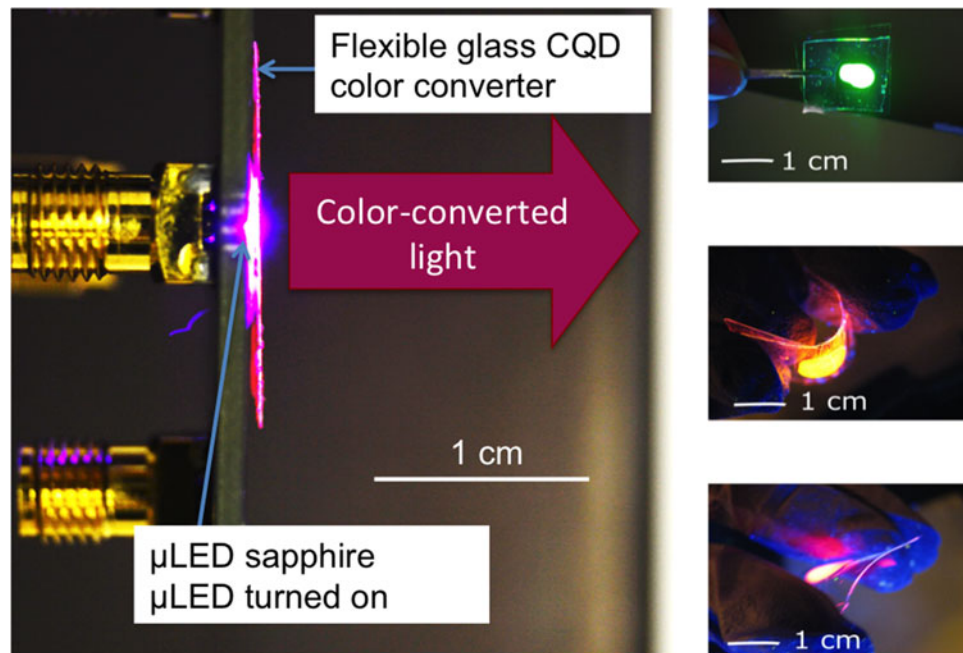 Flexible glass CQD
color converter
Color-converted
light
1 cm
µLED sapphire
µLED turned on
1 cm
1 cm
1 cm